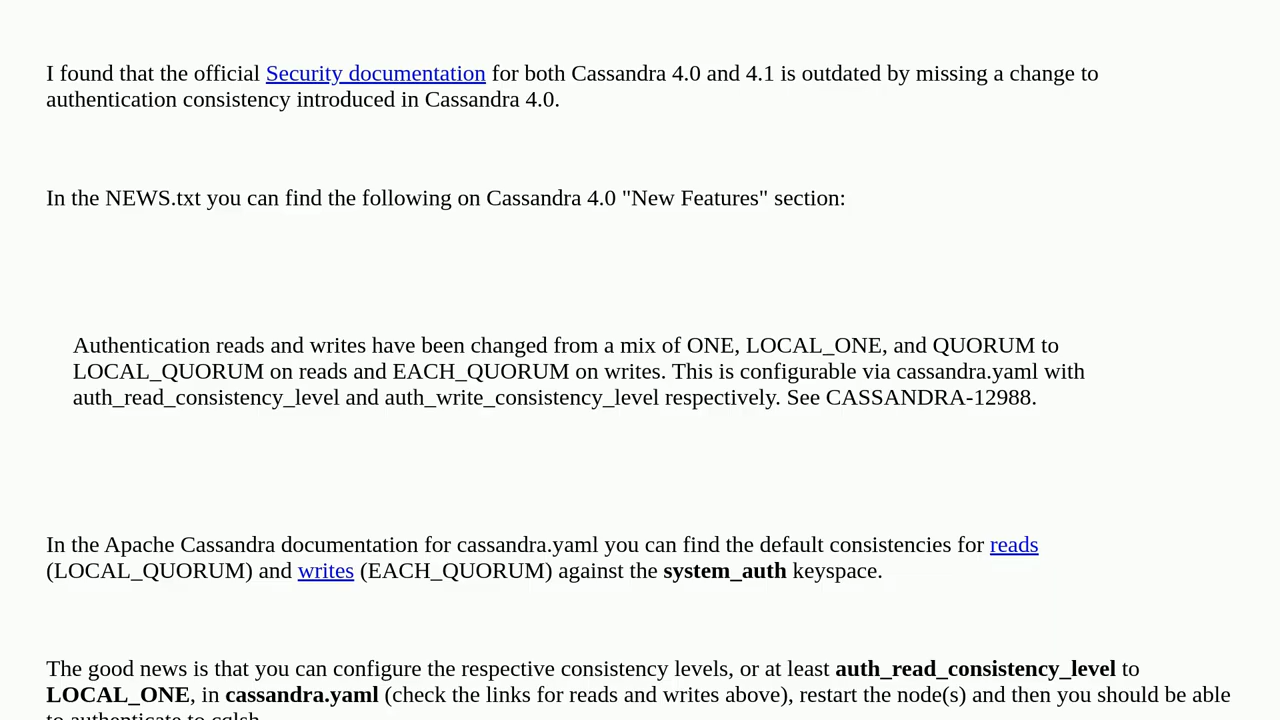 I found that the official Security documentation for both Cassandra 4.0 and 4.1 is outdated by missing a change to
authentication consistency introduced in Cassandra 4.0.
In the NEWS.txt you can find the following on Cassandra 4.0 "New Features" section:
Authentication reads and writes have been changed from a mix of ONE, LOCAL_ONE, and QUORUM to
LOCAL_QUORUM on reads and EACH_QUORUM on writes. This is configurable via cassandra.yaml with
auth_read_consistency_level and auth_write_consistency_level respectively. See CASSANDRA-12988.
In the Apache Cassandra documentation for cassandra.yaml you can find the default consistencies for reads
(LOCAL_QUORUM) and writes (EACH_QUORUM) against the system_auth keyspace.
The good news is that you can configure the respective consistency levels, or at least auth_read_consistency_level to
LOCAL_ONE, in cassandra.yaml (check the links for reads and writes above), restart the node(s) and then you should be able
to authenticate to cqlsh.